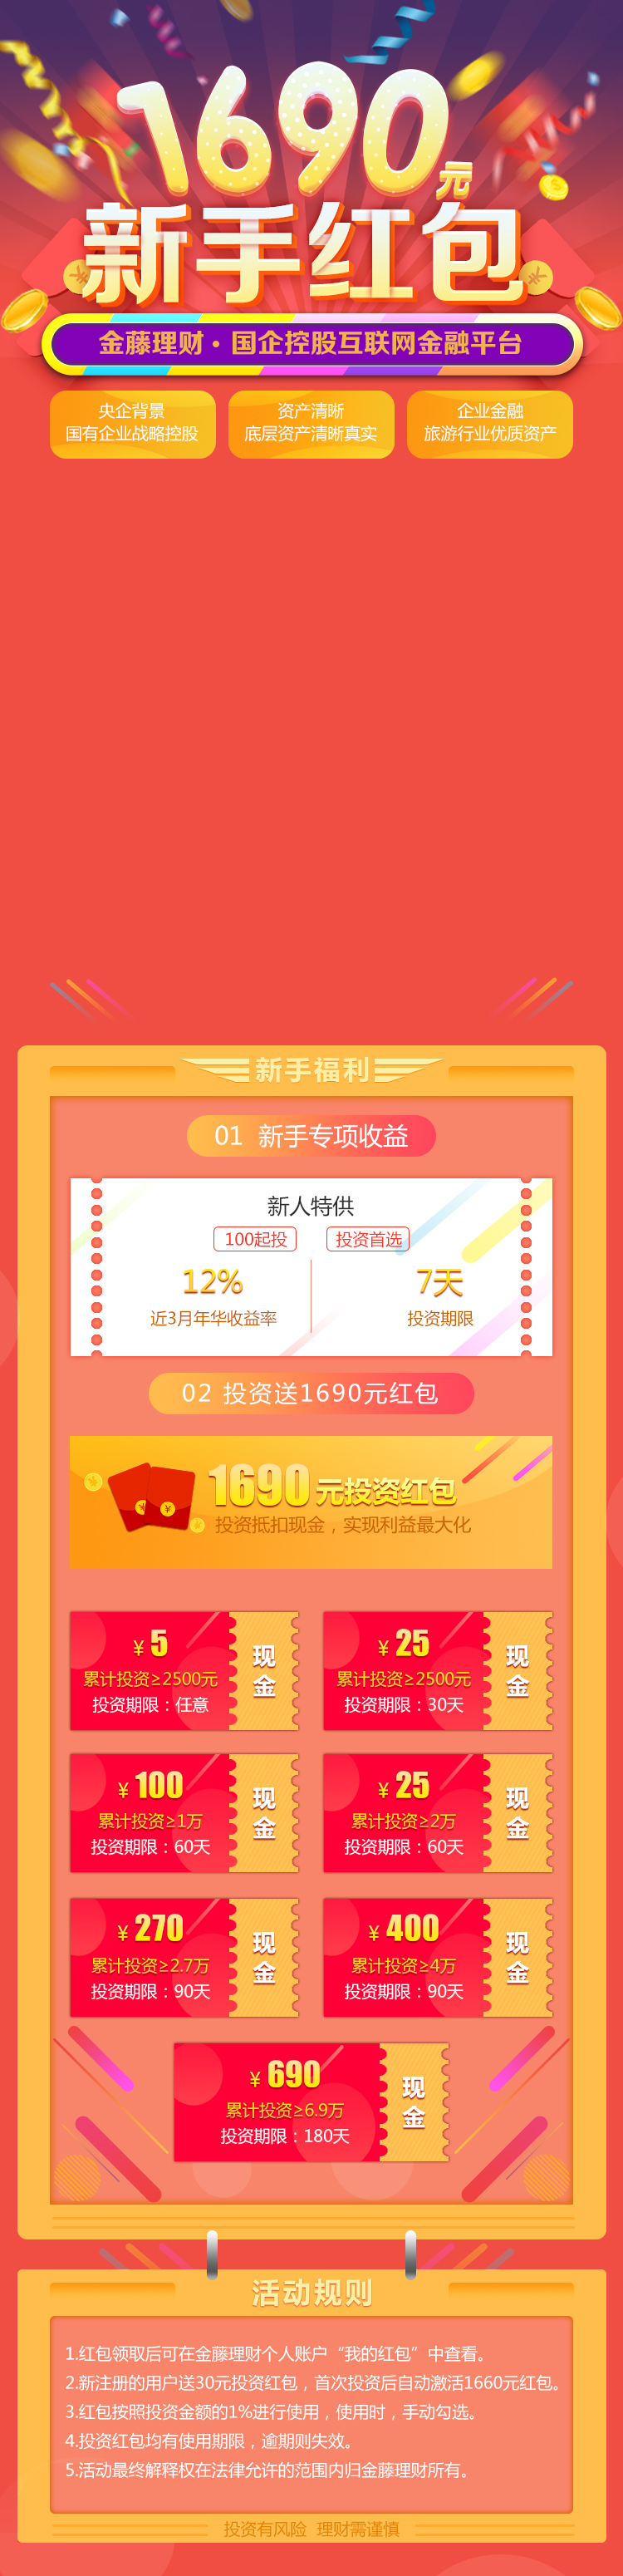 1690元
新手红包
金藤理财·国企控股互联网金融平台
央企背景
国有企业战略控股
资产清晰
底层资产清晰真实
企业金融
旅游行业优质资产
新手福利
01 新手专项收益
新人特供
100起投
投资首选
12%
近3月年华收益率
7天
投资期限
02 投资送1690元红包
1690元投资红包
投资抵扣现金，实现利益最大化
¥ 5
累计投资≥2500元
投资期限：任意
现金
¥ 25
累计投资≥2500元
投资期限：30天
现金
¥ 100
累计投资≥1万
投资期限：60天
现金
¥ 25
累计投资≥2万
投资期限：60天
现金
¥ 270
累计投资≥2.7万
投资期限：90天
现金
¥ 400
累计投资≥4万
投资期限：90天
现金
¥ 690
累计投资≥6.9万
投资期限：180天
现金
活动规则
1.红包领取后可在金藤理财个人账户“我的红包”中查看。
2.新注册的用户送30元投资红包，首次投资后自动激活1660元红包。
3.红包按照投资金额的1%进行使用，使用时，手动勾选。
4.投资红包均有使用期限，逾期则失效。
5.活动最终解释权在法律允许的范围内归金藤理财所有。
投资有风险 理财需谨慎